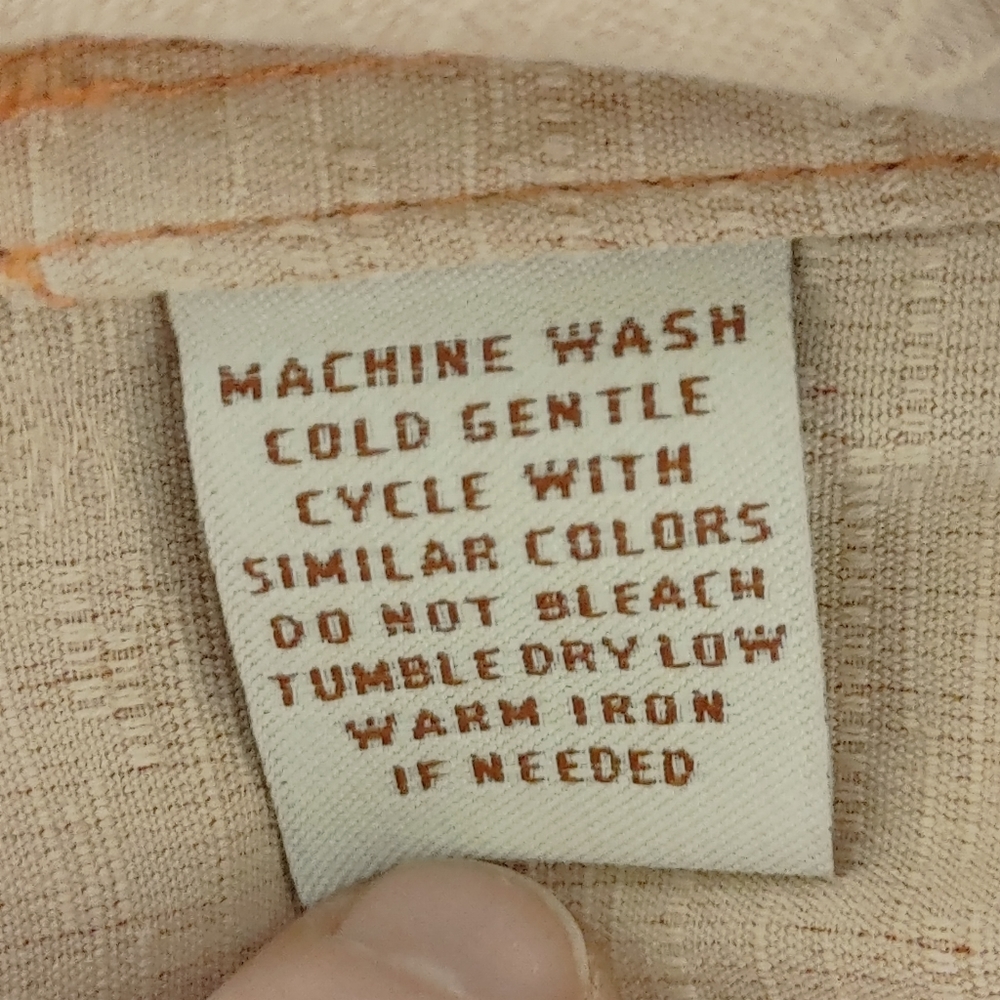 MACHINE WASH
COLD GENTLE
CYCLE WITH
SIMILAR COLORS
DO NOT BLEACH
TUMBLE DRY LOW
WARM IRON
IF NEEDED